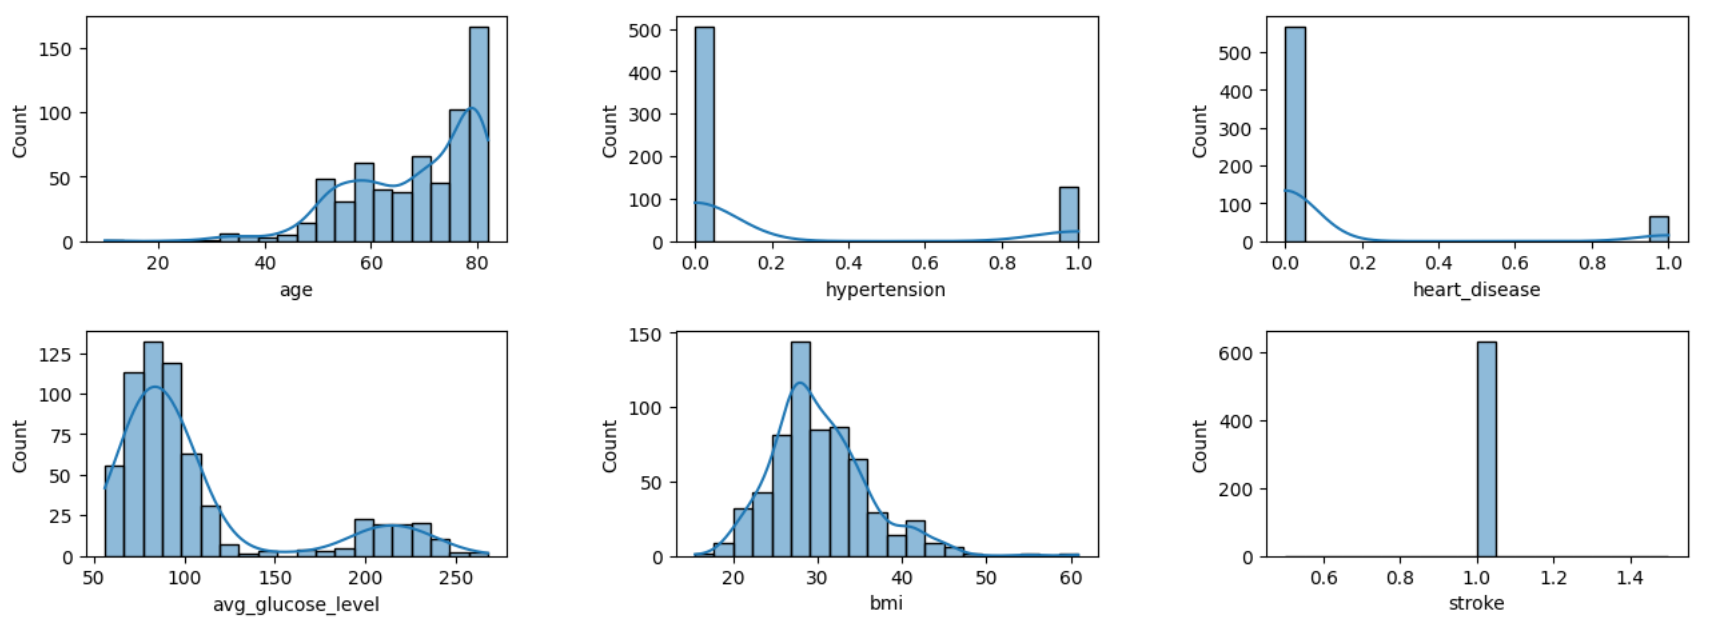 Count
150
100
50
0
20 40 60 80
age
Count
500
400
300
200
100
0
0.0 0.2 0.4 0.6 0.8 1.0
hypertension
Count
500
400
300
200
100
0
0.0 0.2 0.4 0.6 0.8 1.0
heart_disease
Count
125
100
75
50
25
0
50 100 150 200 250
avg_glucose_level
Count
150
100
50
0
20 30 40 50 60
bmi
Count
600
400
200
0
0.6 0.8 1.0 1.2 1.4
stroke